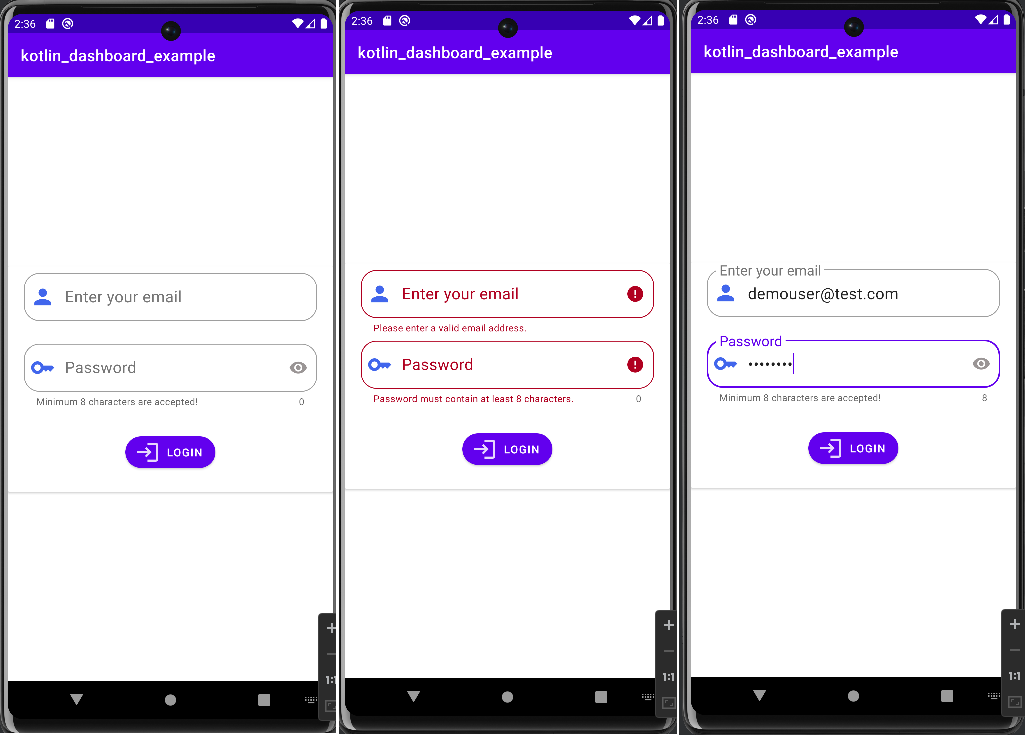 2:36
kotlin_dashboard_example
Enter your email
Password
Minimum 8 characters are accepted!
0
LOGIN
1:1
2:36
kotlin_dashboard_example
Enter your email
Please enter a valid email address.
Password
Password must contain at least 8 characters.
0
LOGIN
1:1
2:36
kotlin_dashboard_example
Enter your email
demouser@test.com
Password
••••••••
Minimum 8 characters are accepted!
8
LOGIN
1:1